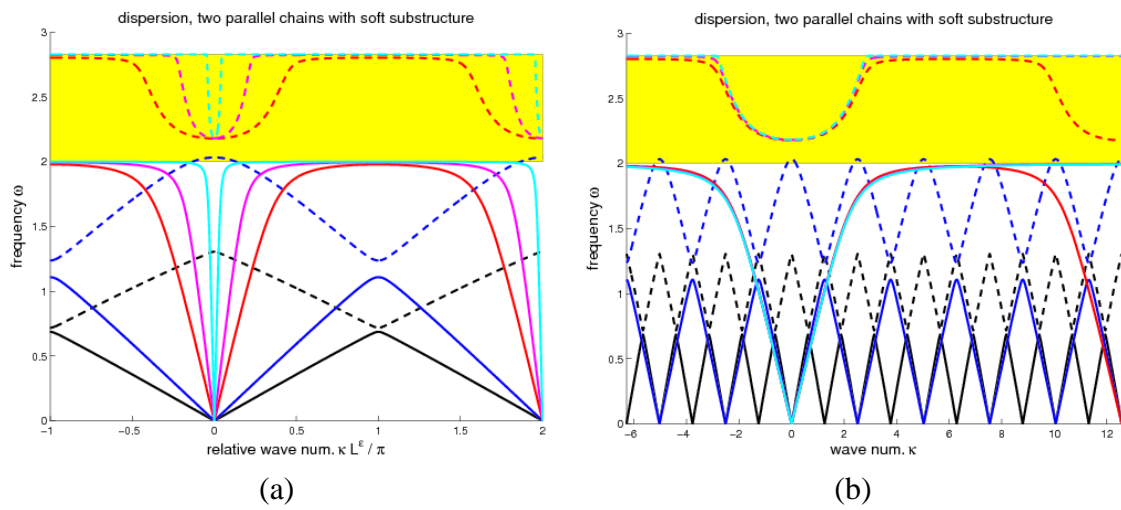 dispersion, two parallel chains with soft substructure
3
2.5
2
1.5
1
0.5
0
frequency ω
-1 -0.5 0 0.5 1 1.5 2
relative wave num. κ L^ε / π
(a)
dispersion, two parallel chains with soft substructure
3
2.5
2
1.5
1
0.5
0
frequency ω
-6 -4 -2 0 2 4 6 8 10 12
wave num. κ
(b)